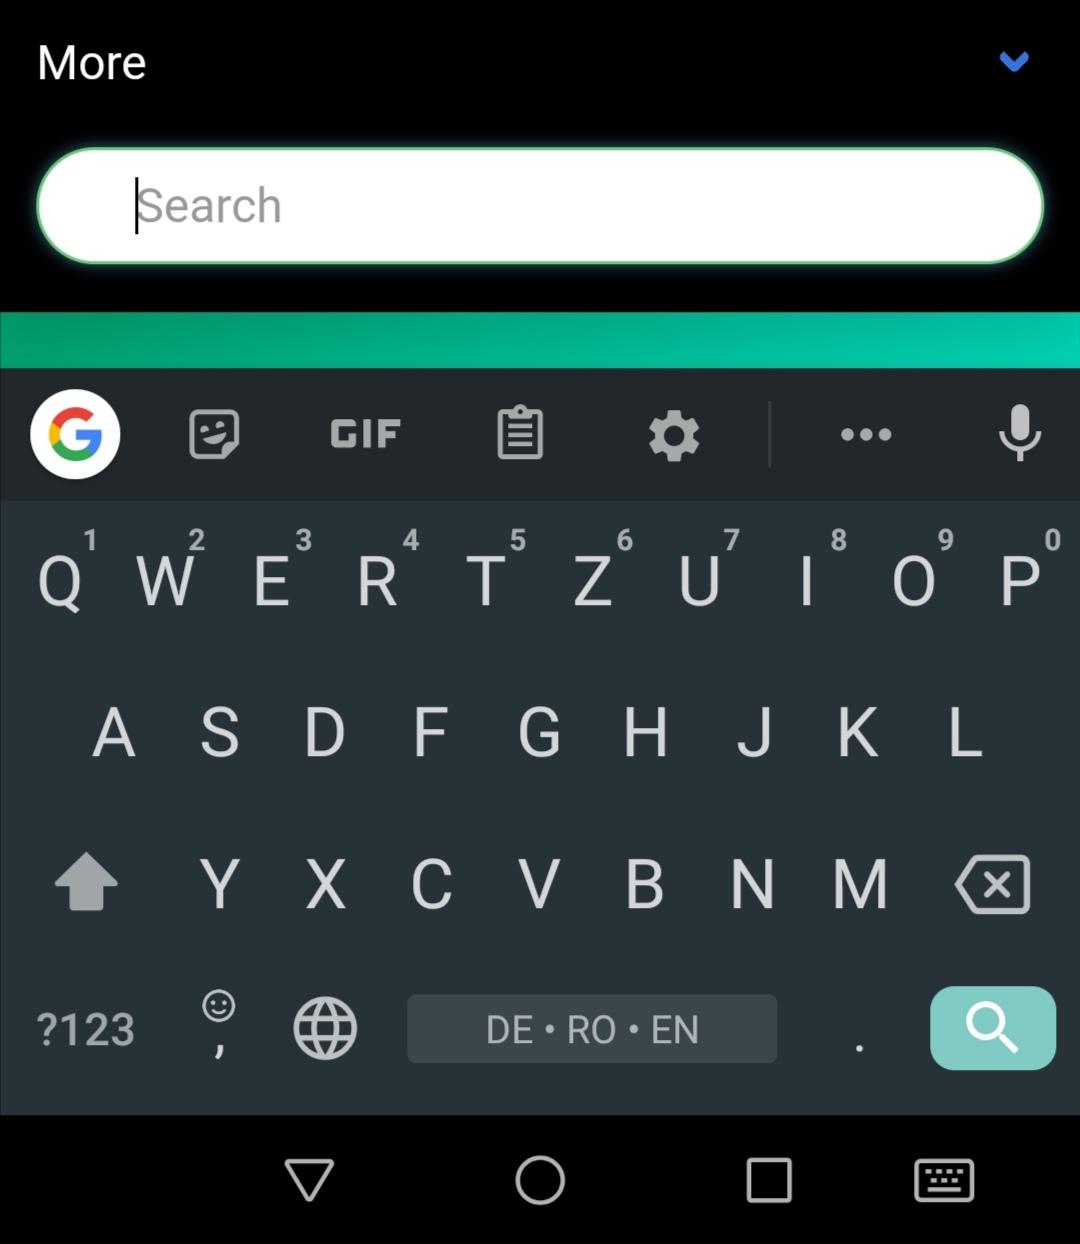 More
Search
GIF
1 2 3 4 5 6 7 8 9 0
Q W E R T Z U I O P
A S D F G H J K L
Y X C V B N M
?123 , DE • RO • EN .